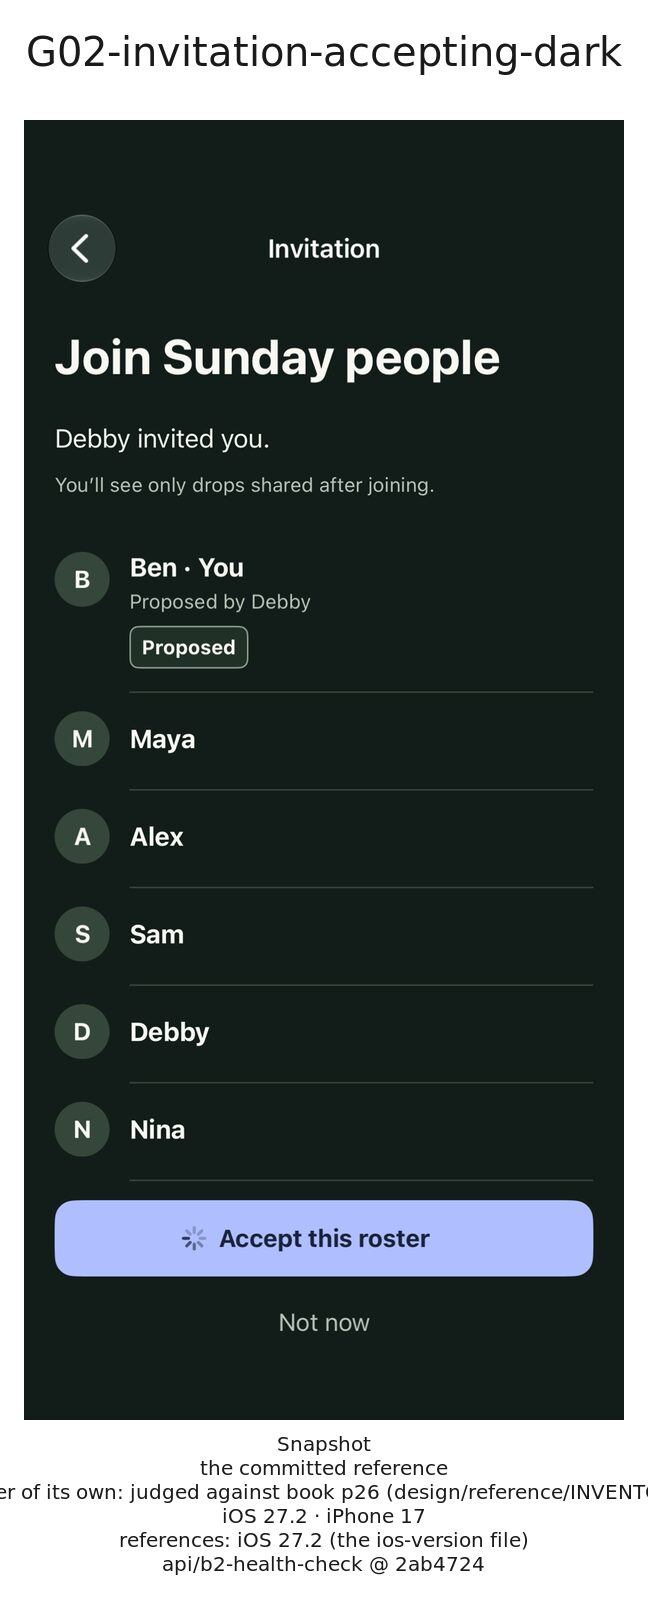 G02-invitation-accepting-dark
Invitation
Join Sunday people
Debby invited you.
You’ll see only drops shared after joining.
B
Ben · You
Proposed by Debby
Proposed
M
Maya
A
Alex
S
Sam
D
Debby
N
Nina
Accept this roster
Not now
Snapshot
the committed reference
of its own: judged against book p26 (design/reference/
iOS 27.2 · iPhone 17
references: iOS 27.2 (the ios-version file)
api/b2-health-check @ 2ab4724